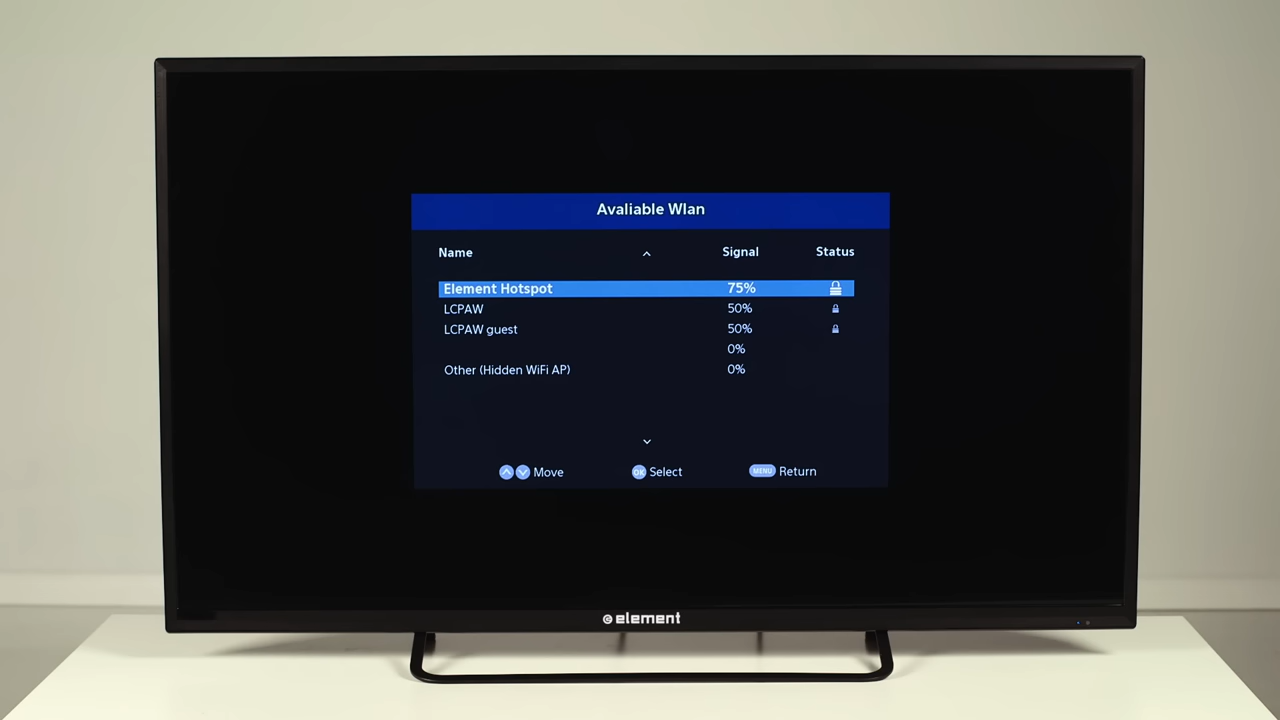 Avaliable Wlan
Name Signal Status
Element Hotspot 75%
LCPAW 50%
LCPAW guest 50%
0%
Other (Hidden WiFi AP) 0%
Move OK Select MENU Return
element